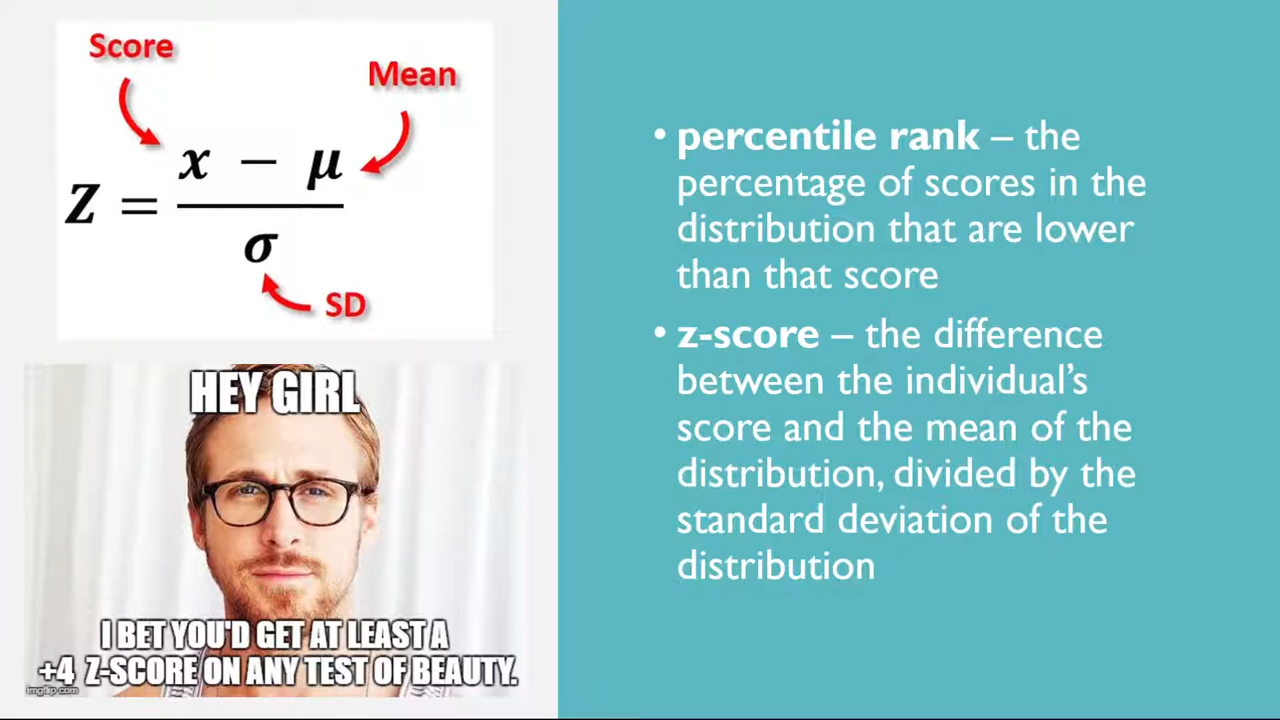 Score
Mean
x − μ
Z =
σ
SD
HEY GIRL
I BET YOU'D GET AT LEAST A
+4 Z-SCORE ON ANY TEST OF BEAUTY.
imgflip.com
• percentile rank – the
percentage of scores in the
distribution that are lower
than that score
• z-score – the difference
between the individual’s
score and the mean of the
distribution, divided by the
standard deviation of the
distribution